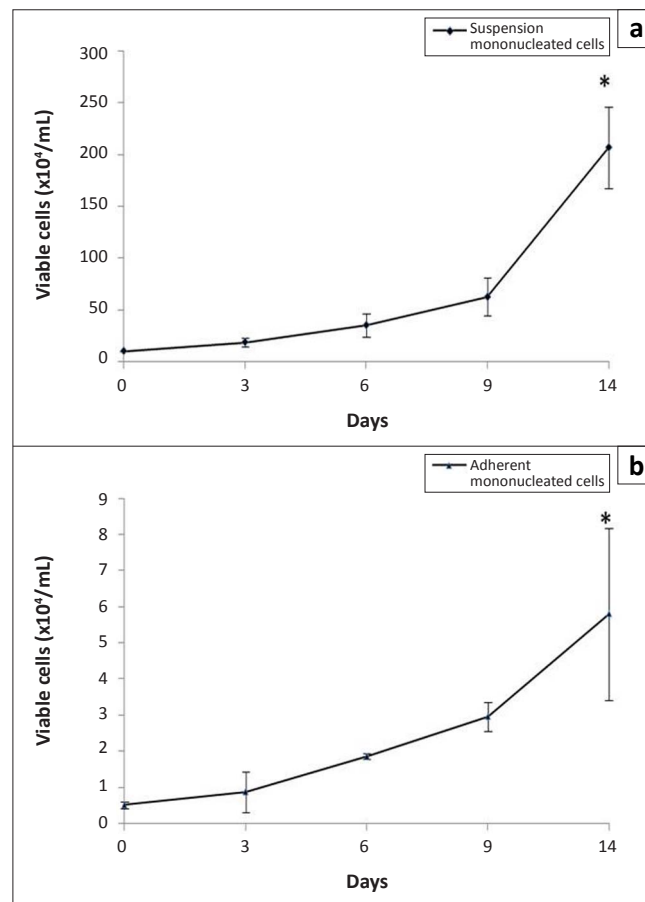 Suspension
mononucleated cells
a
300
250
200
150
100
50
0
*
Viable cells (x10⁴/mL)
0 3 6 9 14
Days
Adherent
mononucleated cells
b
9
8
7
6
5
4
3
2
1
0
*
Viable cells (x10⁴/mL)
0 3 6 9 14
Days